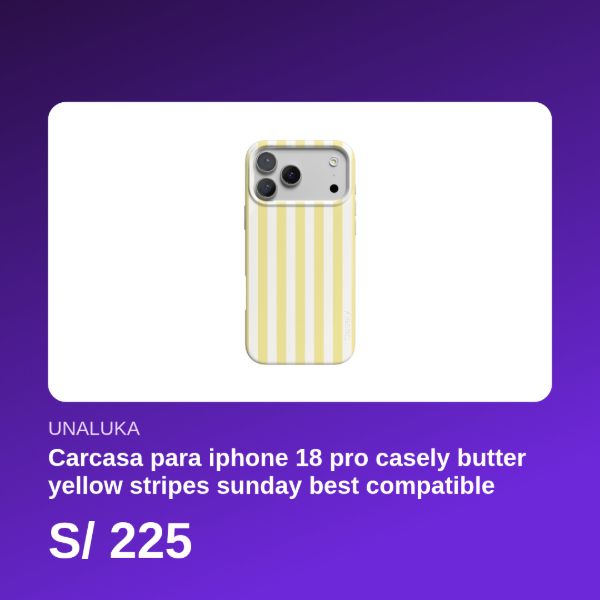 UNALUKA
Carcasa para iphone 18 pro casely butter
yellow stripes sunday best compatible
S/ 225